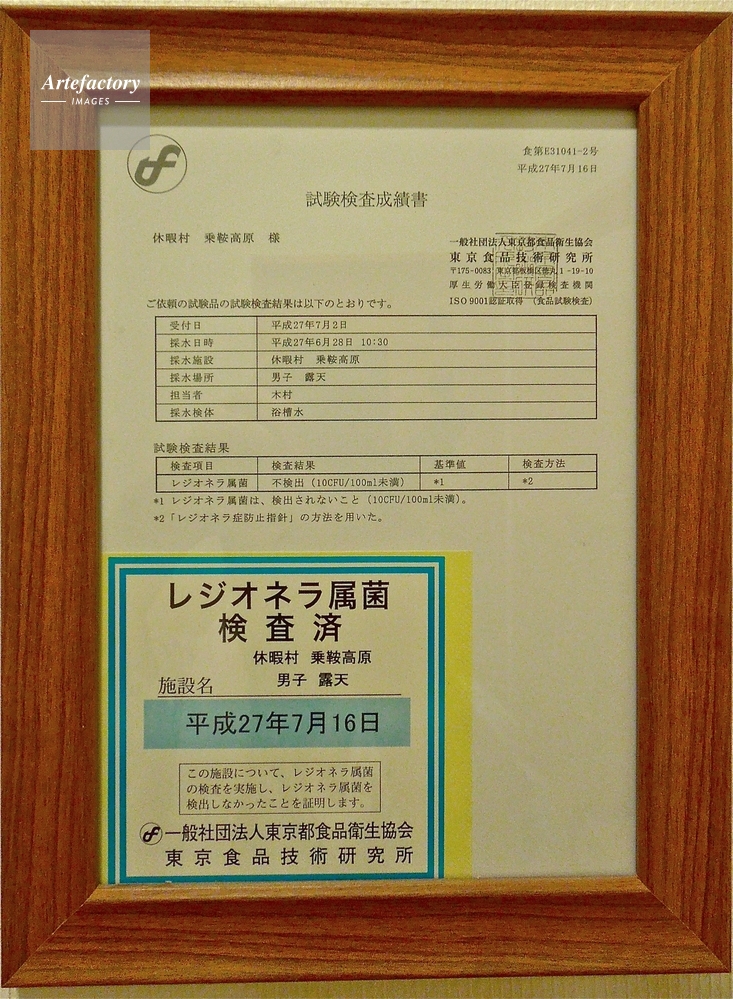 Artefactory
IMAGES
食第E31041-2号
平成27年7月16日
試験検査成績書
休暇村 乗鞍高原 様
一般社団法人東京都食品衛生協会
東京食品技術研究所
〒175-0083 東京都板橋区徳丸1-19-10
厚生労働大臣登録検査機関
ISO 9001認証取得 (食品試験検査)
ご依頼の試験品の試験検査結果は以下のとおりです。
受付日 平成27年7月2日
採水日時 平成27年6月28日 10:30
採水施設 休暇村 乗鞍高原
採水場所 男子 露天
担当者 木村
採水検体 浴槽水
試験検査結果
検査項目 検査結果 基準値 検査方法
レジオネラ属菌 不検出 (10CFU/100ml未満) *1 *2
*1 レジオネラ属菌は、検出されないこと (10CFU/100ml未満)。
*2「レジオネラ症防止指針」の方法を用いた。
レジオネラ属菌
検査済
休暇村 乗鞍高原
施設名 男子 露天
平成27年7月16日
この施設について、レジオネラ属菌
の検査を実施し、レジオネラ属菌を
検出しなかったことを証明します。
一般社団法人東京都食品衛生協会
東京食品技術研究所